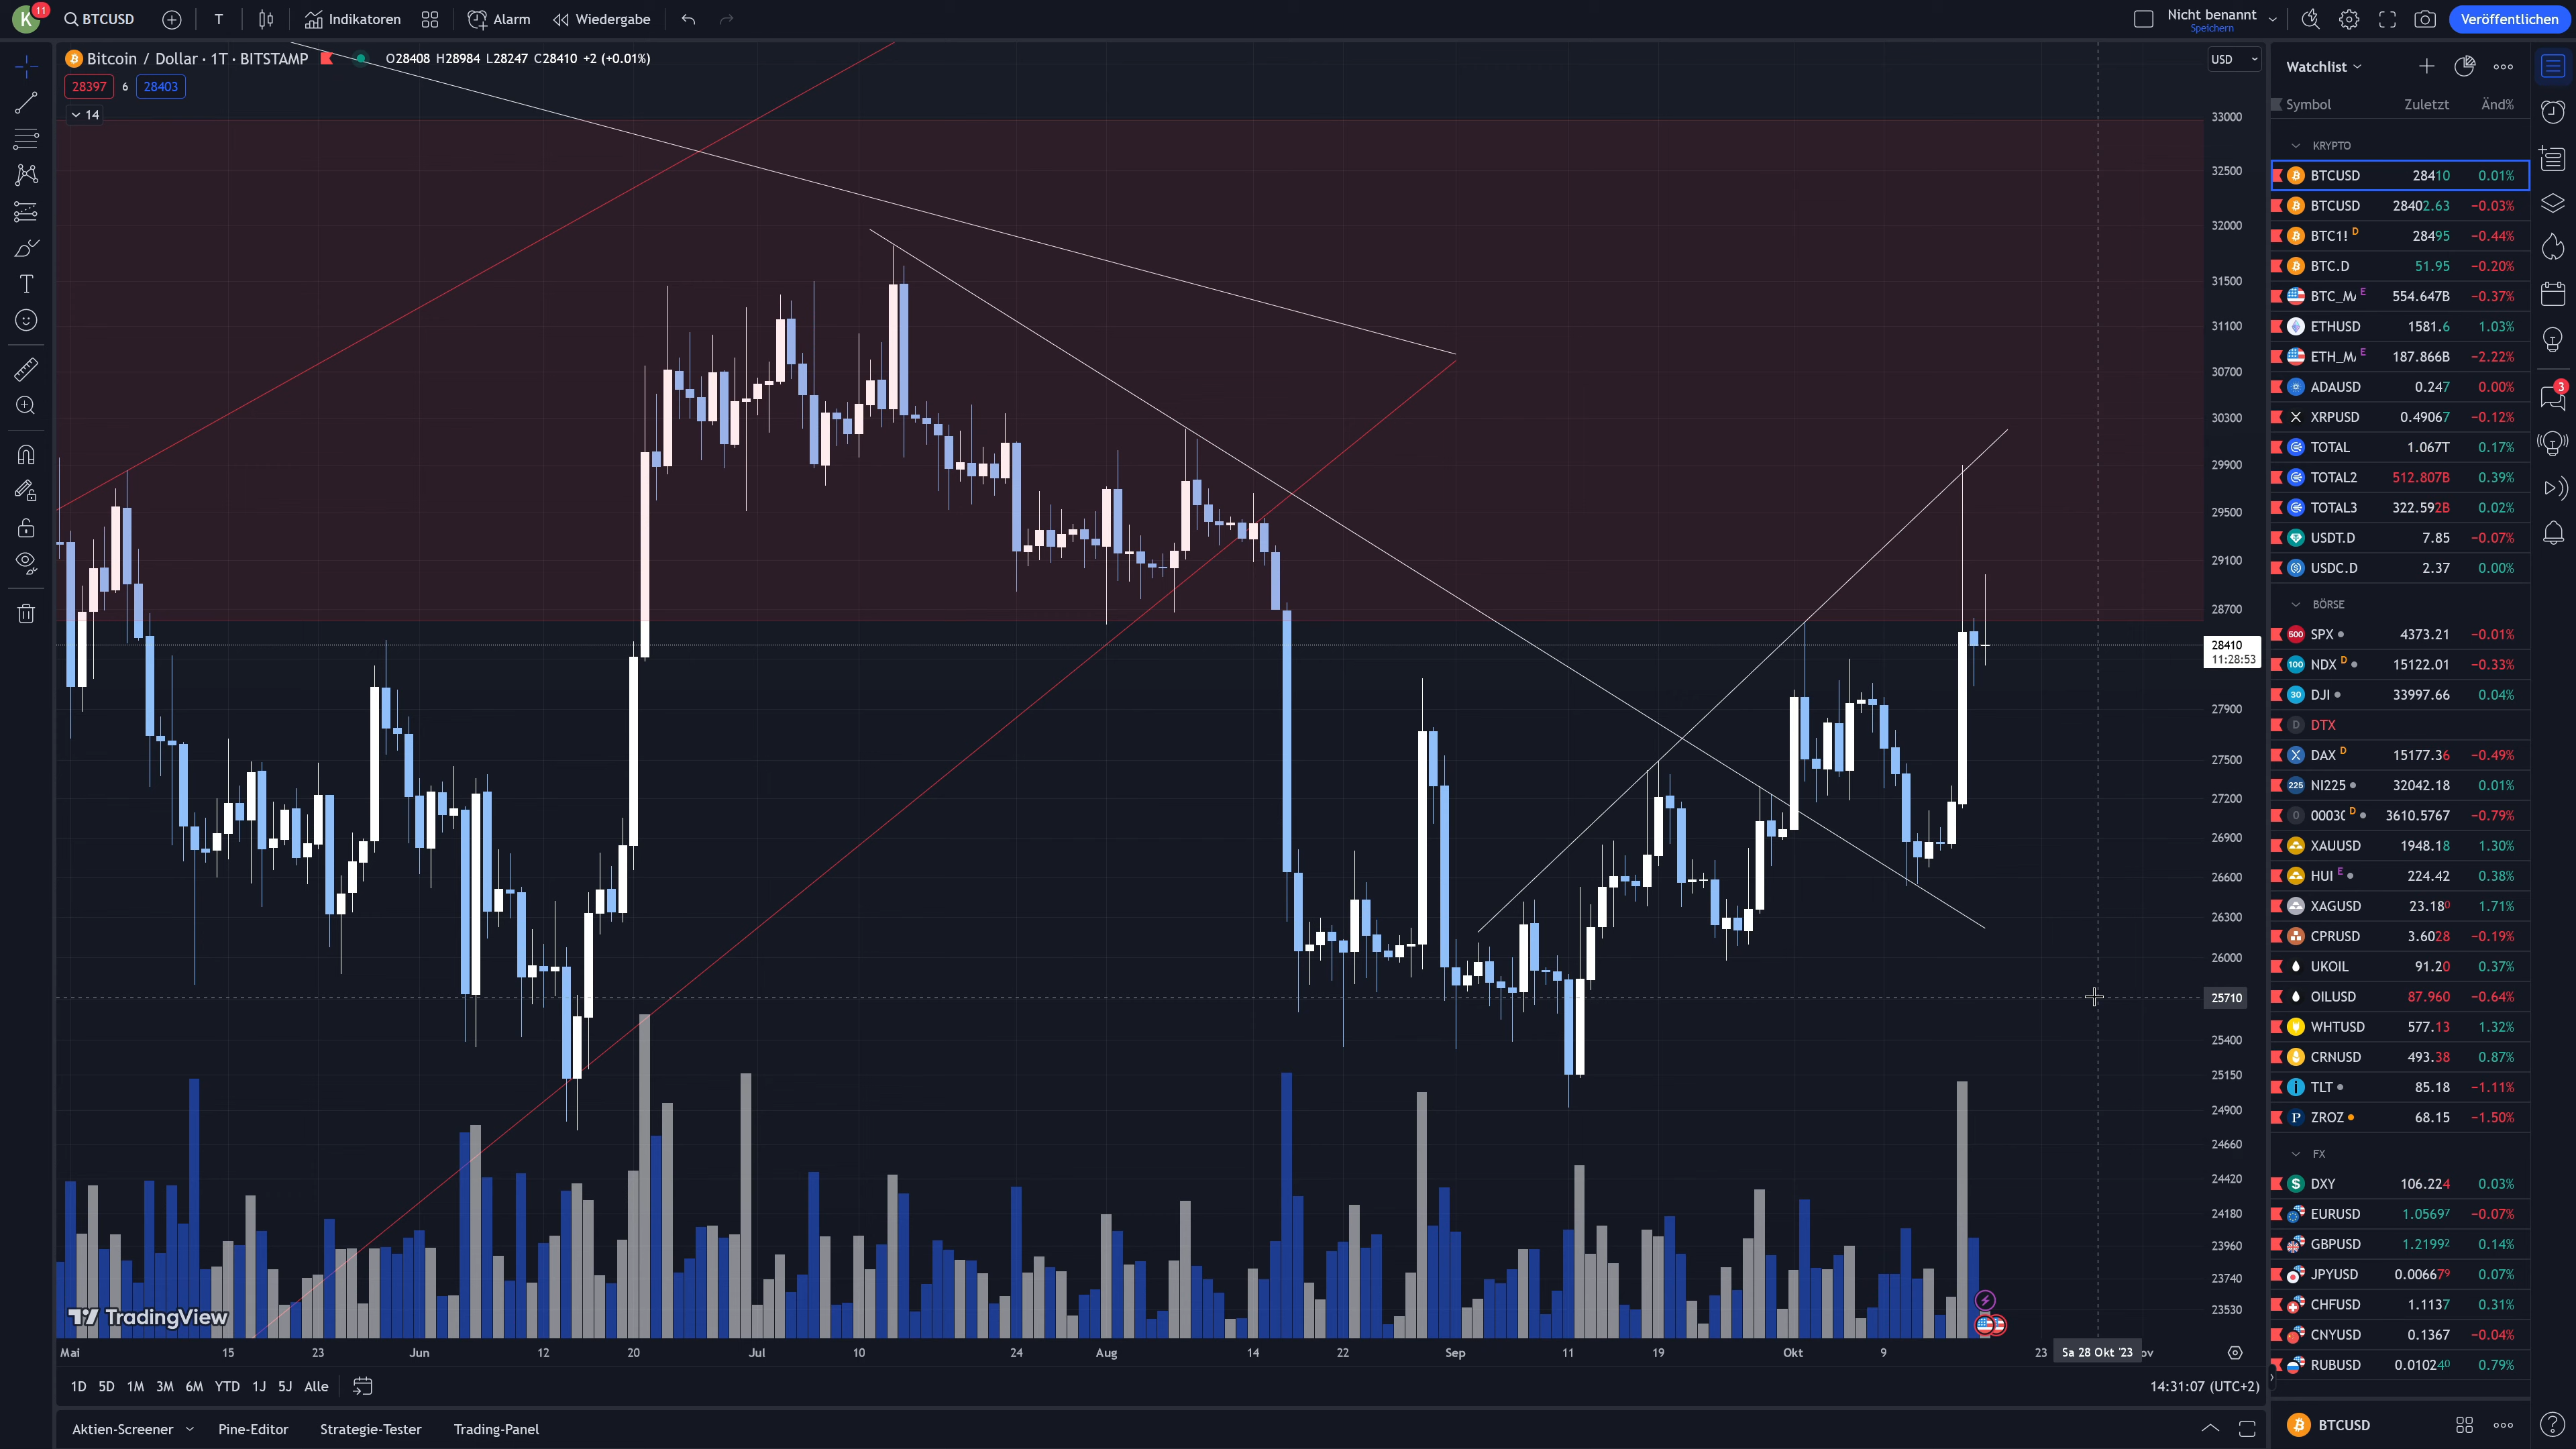 K 11 BTCUSD T Indikatoren Alarm Wiedergabe Nicht benannt Speichern Veröffentlichen
Bitcoin / Dollar · 1T · BITSTAMP O28408 H28984 L28247 C28410 +2 (+0.01%)
28397 6 28403
14
USD
33000
32500
32000
31500
31100
30700
30300
29900
29500
29100
28700
28410
11:28:53
27900
27500
27200
26900
26600
26300
26000
25710
25400
25150
24900
24660
24420
24180
23960
23740
23530
TradingView
Mai 15 23 Jun 12 20 Jul 10 24 Aug 14 22 Sep 11 19 Okt 9 23 Sa 28 Okt '23 ov
1D 5D 1M 3M 6M YTD 1J 5J Alle 14:31:07 (UTC+2)
Aktien-Screener Pine-Editor Strategie-Tester Trading-Panel
Watchlist
Symbol Zuletzt Änd%
KRYPTO
BTCUSD 28410 0.01%
BTCUSD 28402.63 −0.03%
BTC1! D 28495 −0.44%
BTC.D 51.95 −0.20%
BTC_M E 554.647B −0.37%
ETHUSD 1581.6 1.03%
ETH_M E 187.866B −2.22%
ADAUSD 0.247 0.00%
XRPUSD 0.49067 −0.12%
TOTAL 1.067T 0.17%
TOTAL2 512.807B 0.39%
TOTAL3 322.592B 0.02%
USDT.D 7.85 −0.07%
USDC.D 2.37 0.00%
BÖRSE
500 SPX 4373.21 −0.01%
100 NDX D 15122.01 −0.33%
30 DJI 33997.66 0.04%
D DTX
DAX D 15177.36 −0.49%
225 NI225 32042.18 0.01%
0 0003 D 3610.5767 −0.79%
XAUUSD 1948.18 1.30%
HUI E 224.42 0.38%
XAGUSD 23.180 1.71%
CPRUSD 3.6028 −0.19%
UKOIL 91.20 0.37%
OILUSD 87.960 −0.64%
WHTUSD 577.13 1.32%
CRNUSD 493.38 0.87%
TLT 85.18 −1.11%
P ZROZ 68.15 −1.50%
FX
$ DXY 106.224 0.03%
EURUSD 1.05697 −0.07%
GBPUSD 1.21992 0.14%
JPYUSD 0.006679 0.07%
CHFUSD 1.1137 0.31%
CNYUSD 0.1367 −0.04%
RUBUSD 0.010240 0.79%
BTCUSD
3